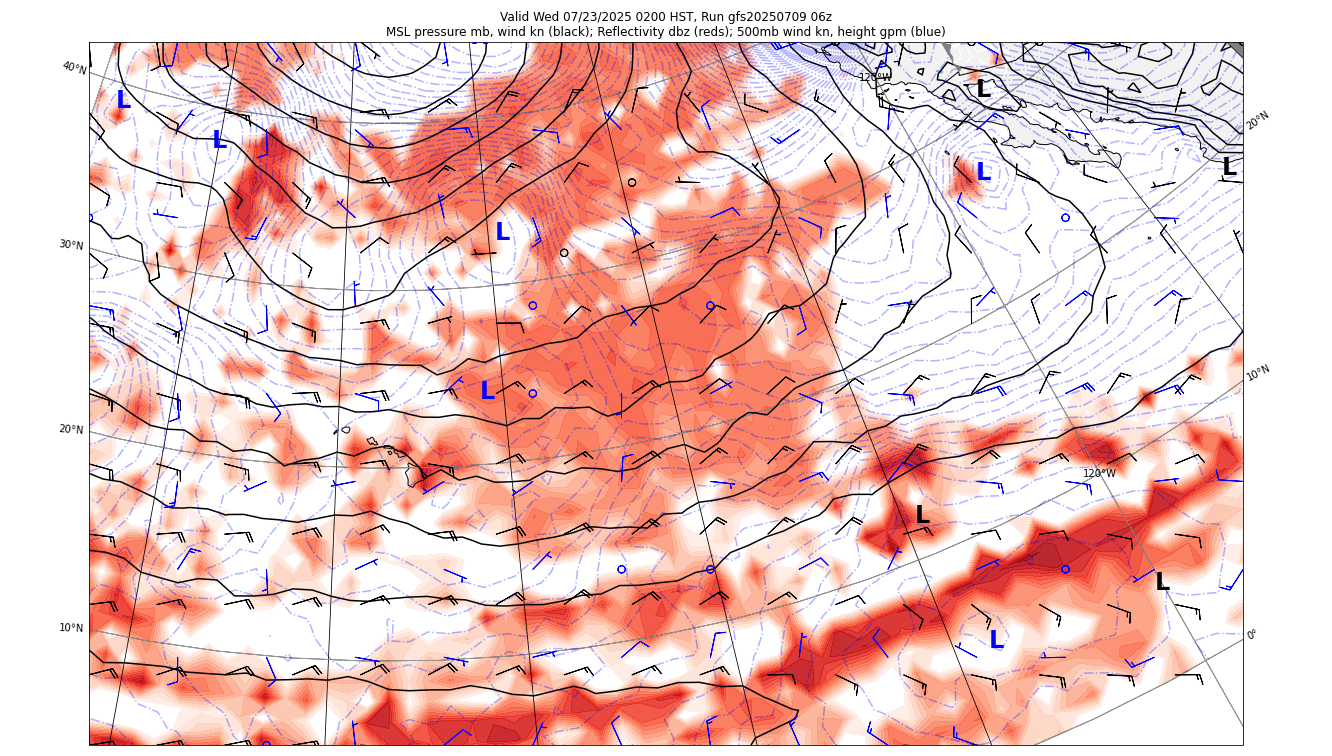 Valid Wed 07/23/2025 0200 HST, Run gfs20250709 06z
MSL pressure mb, wind kn (black); Reflectivity dbz (reds); 500mb wind kn, height gpm (blue)
40°N
120°W
L
L
20°N
L
L
L
L
30°N
10°N
L
20°N
120°W
L
L
10°N
0°
L